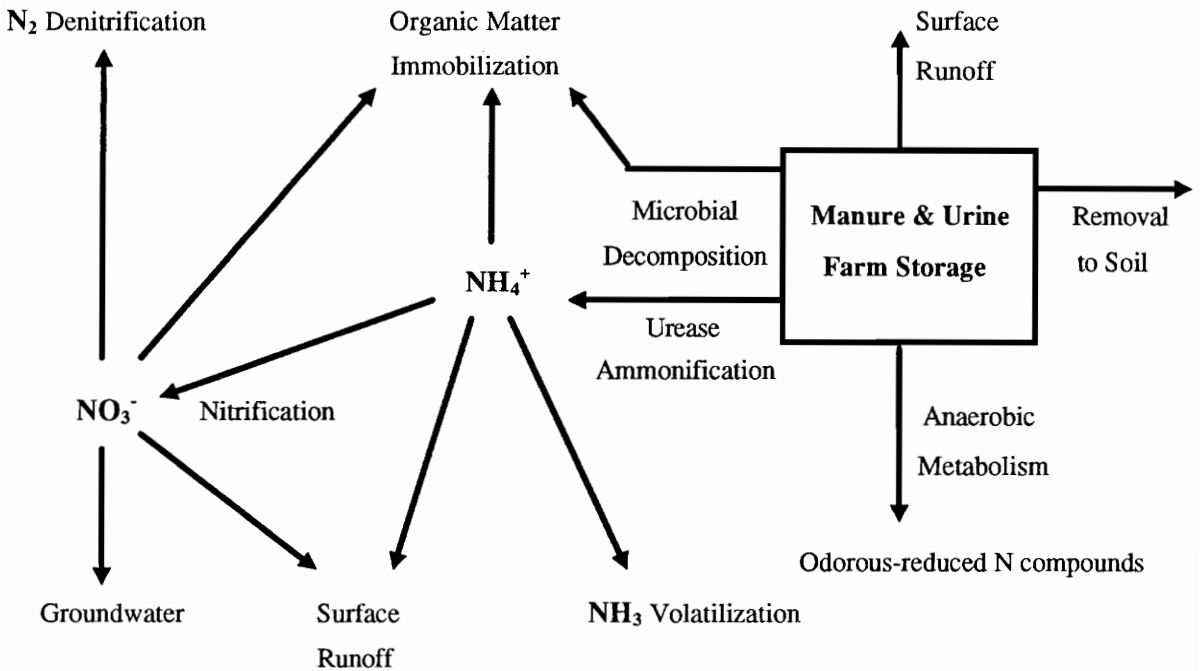 N₂ Denitrification
Organic Matter
Immobilization
Surface
Runoff
Microbial
Decomposition
Manure & Urine
Farm Storage
Removal
to Soil
NH₄⁺
Urease
Ammonification
NO₃⁻
Nitrification
Anaerobic
Metabolism
Odorous-reduced N compounds
Groundwater
Surface
Runoff
NH₃ Volatilization